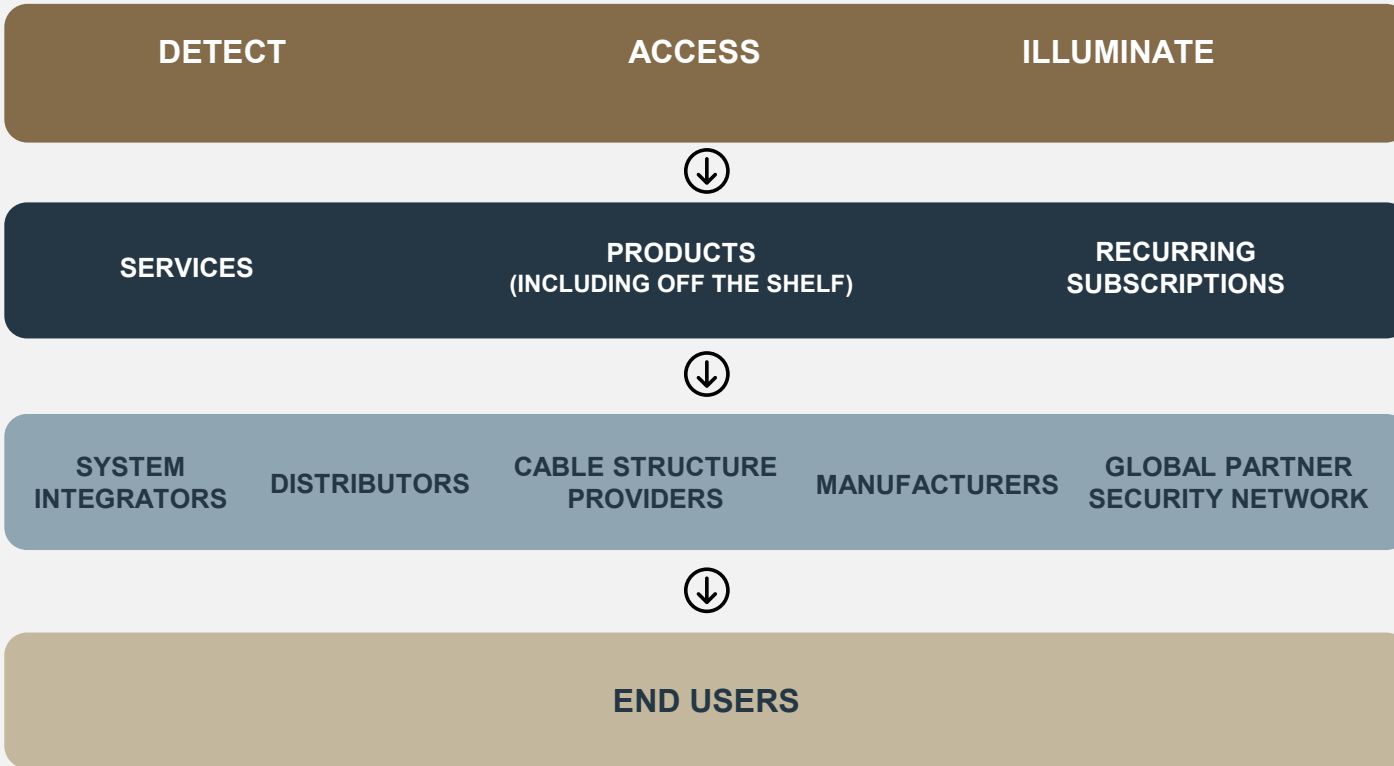 DETECT
ACCESS
ILLUMINATE
SERVICES
PRODUCTS
(INCLUDING OFF THE SHELF)
RECURRING
SUBSCRIPTIONS
SYSTEM
INTEGRATORS
DISTRIBUTORS
CABLE STRUCTURE
PROVIDERS
MANUFACTURERS
GLOBAL PARTNER
SECURITY NETWORK
END USERS